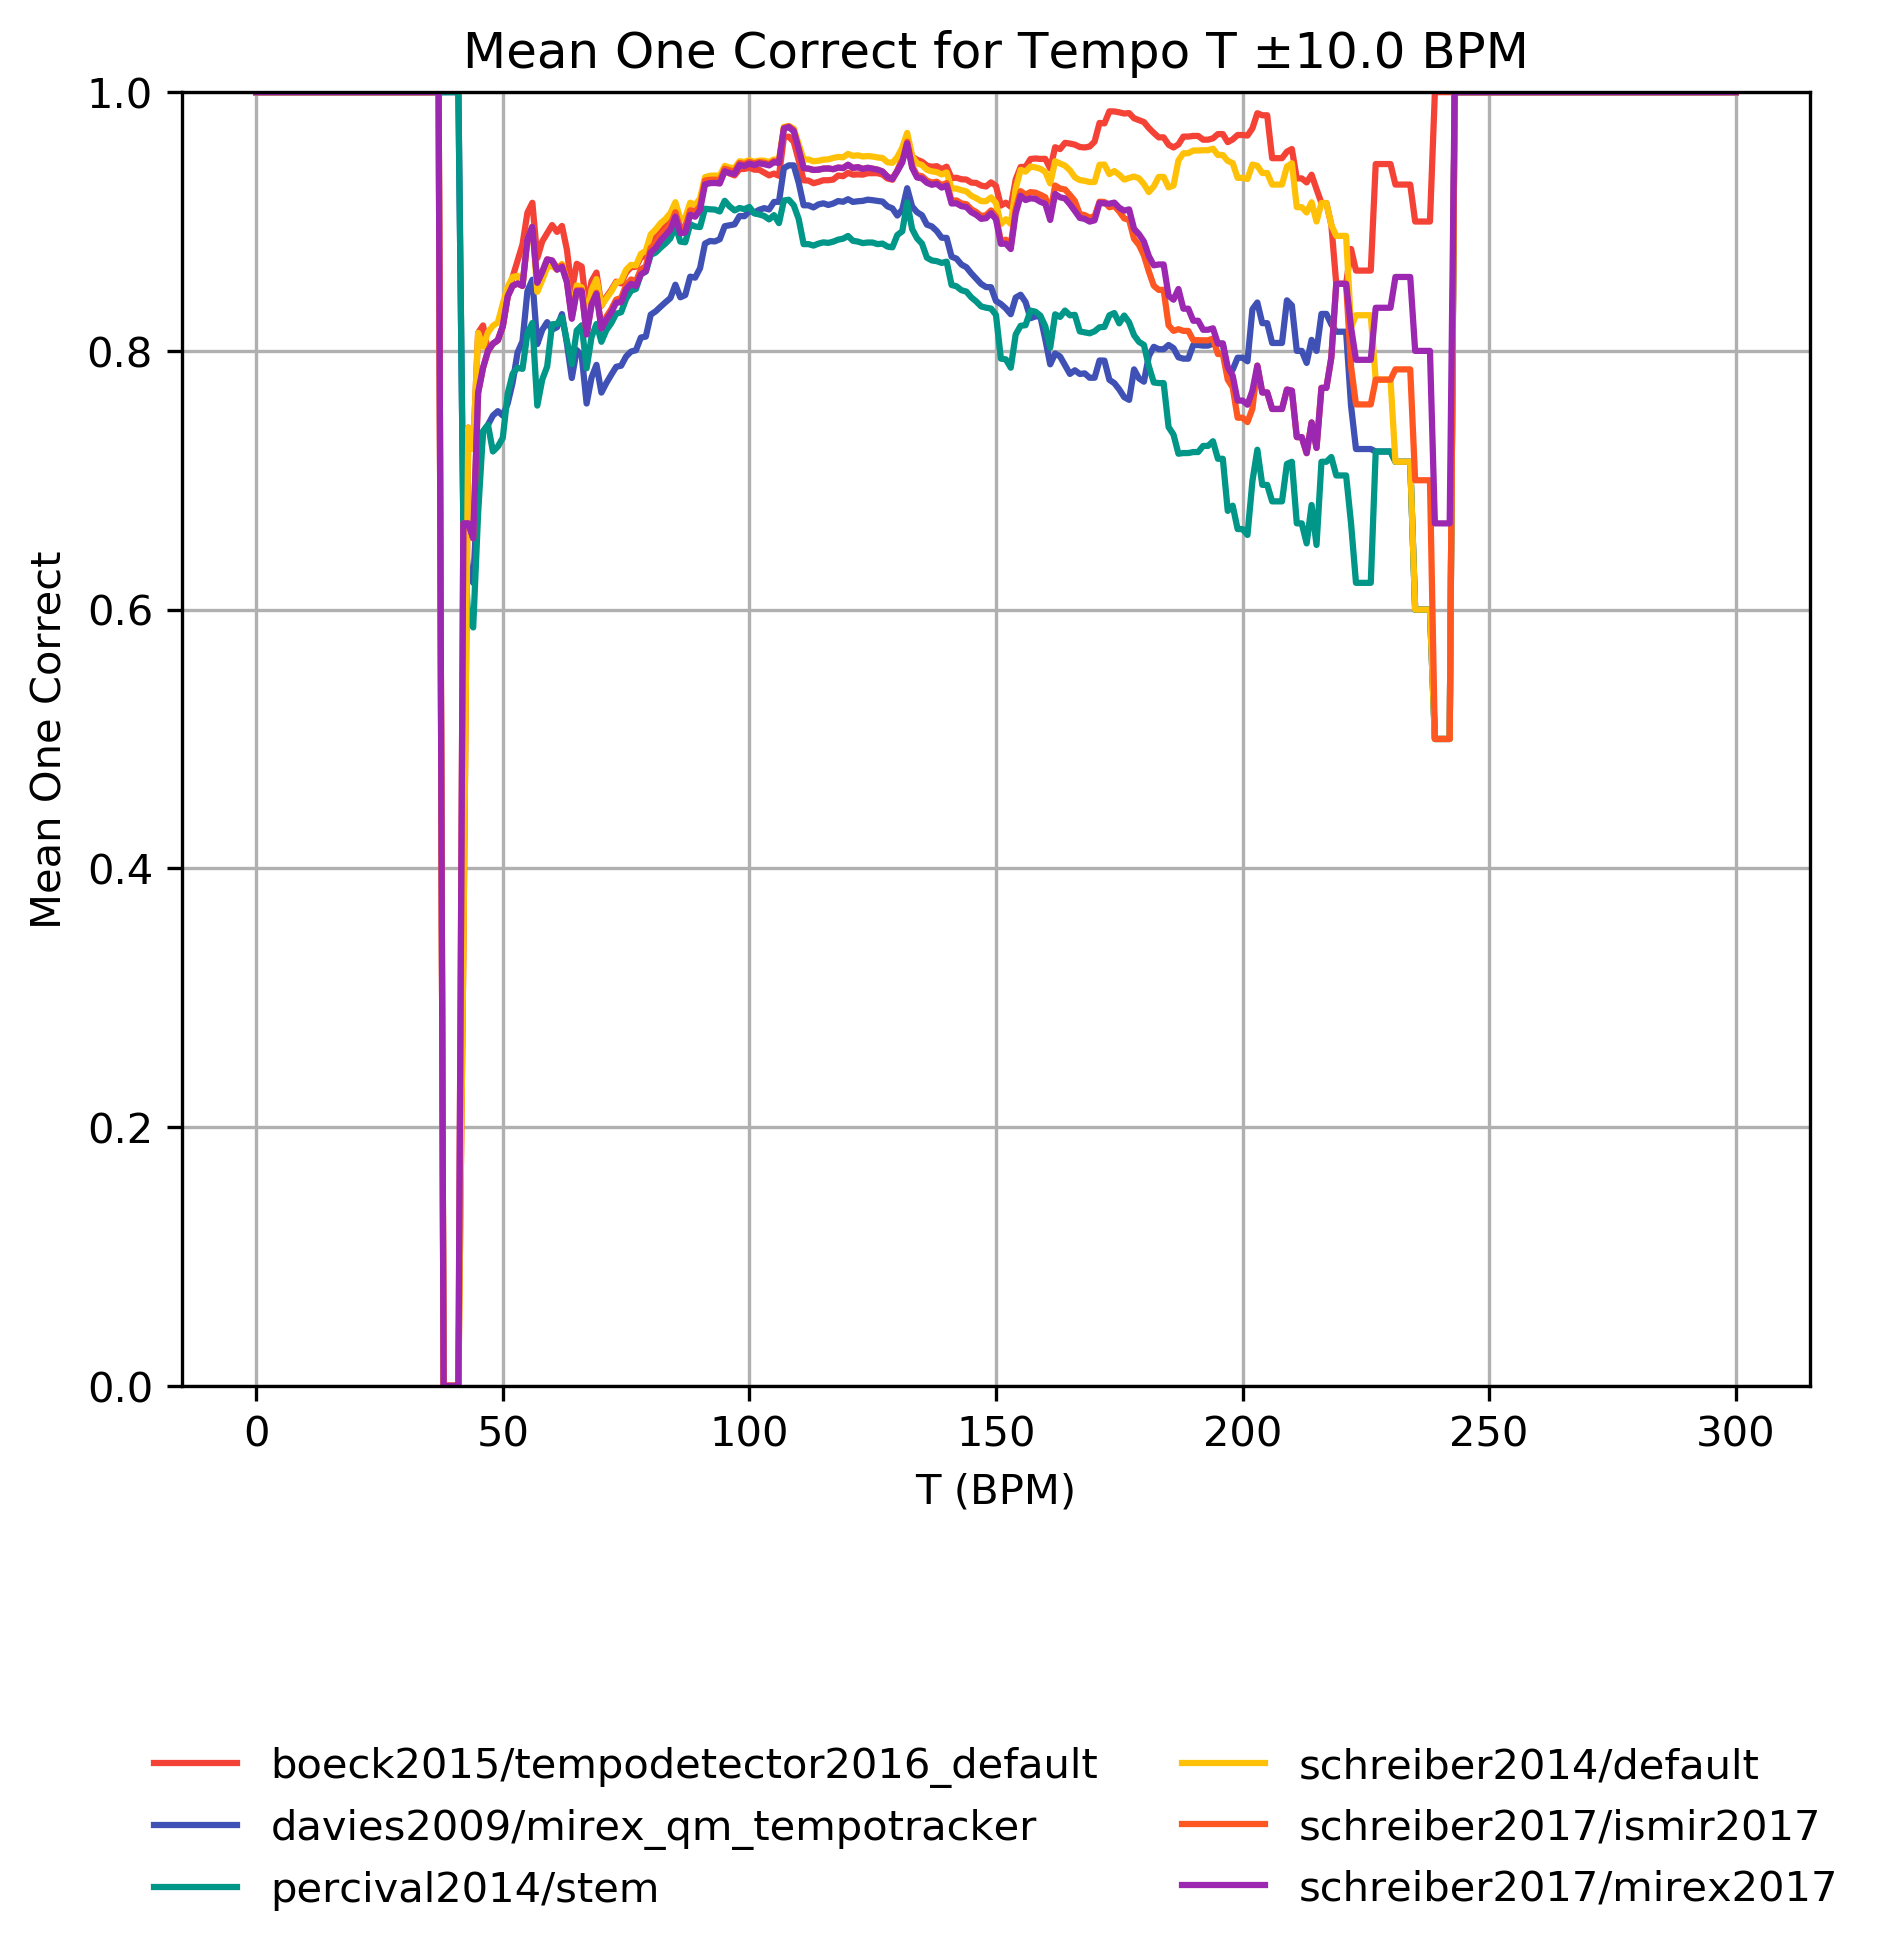 Mean One Correct for Tempo T ±10.0 BPM
1.0
0.8
0.6
0.4
0.2
0.0
Mean One Correct
0 50 100 150 200 250 300
T (BPM)
boeck2015/tempodetector2016_default
davies2009/mirex_qm_tempotracker
percival2014/stem
schreiber2014/default
schreiber2017/ismir2017
schreiber2017/mirex2017